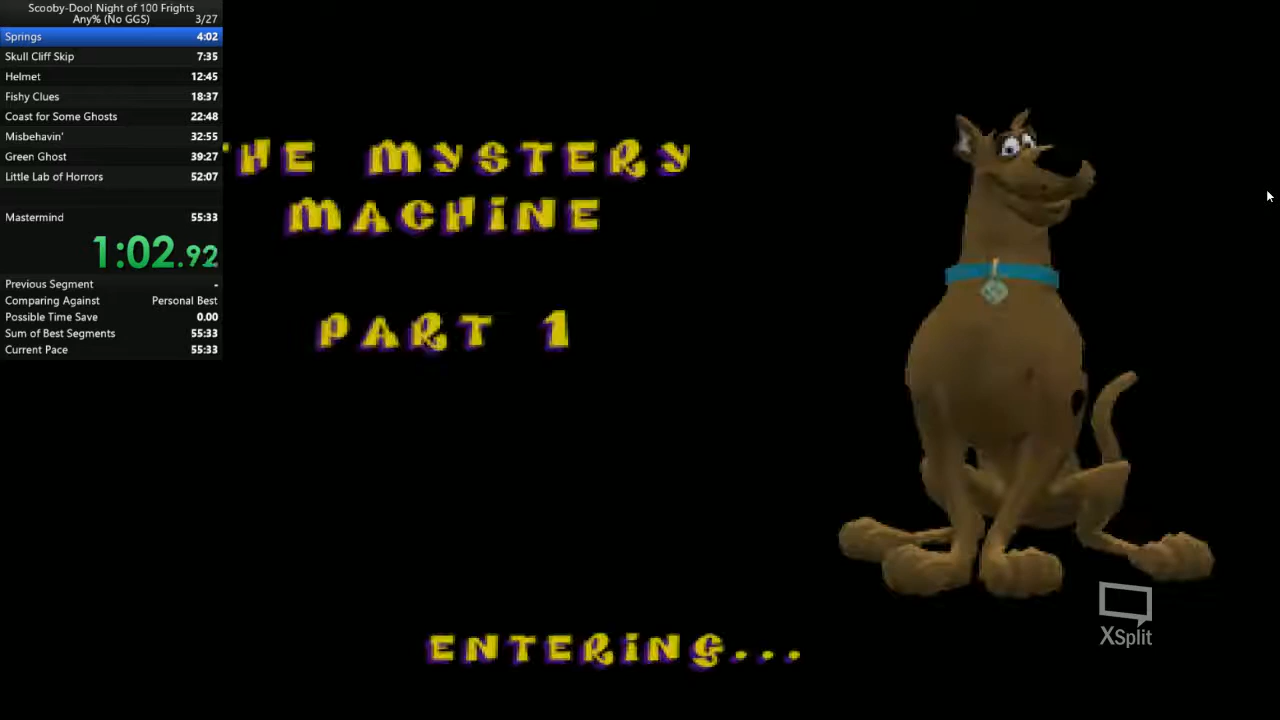 Scooby-Doo! Night of 100 Frights
Any% (No GGS) 3/27
Springs 4:02
Skull Cliff Skip 7:35
Helmet 12:45
Fishy Clues 18:37
Coast for Some Ghosts 22:48
Misbehavin' 32:55
Green Ghost 39:27
Little Lab of Horrors 52:07
Mastermind 55:33
1:02.92
Previous Segment -
Comparing Against Personal Best
Possible Time Save 0.00
Sum of Best Segments 55:33
Current Pace 55:33
HE MYSTERY
MACHiNE
PART 1
ENTERiNG...
XSplit